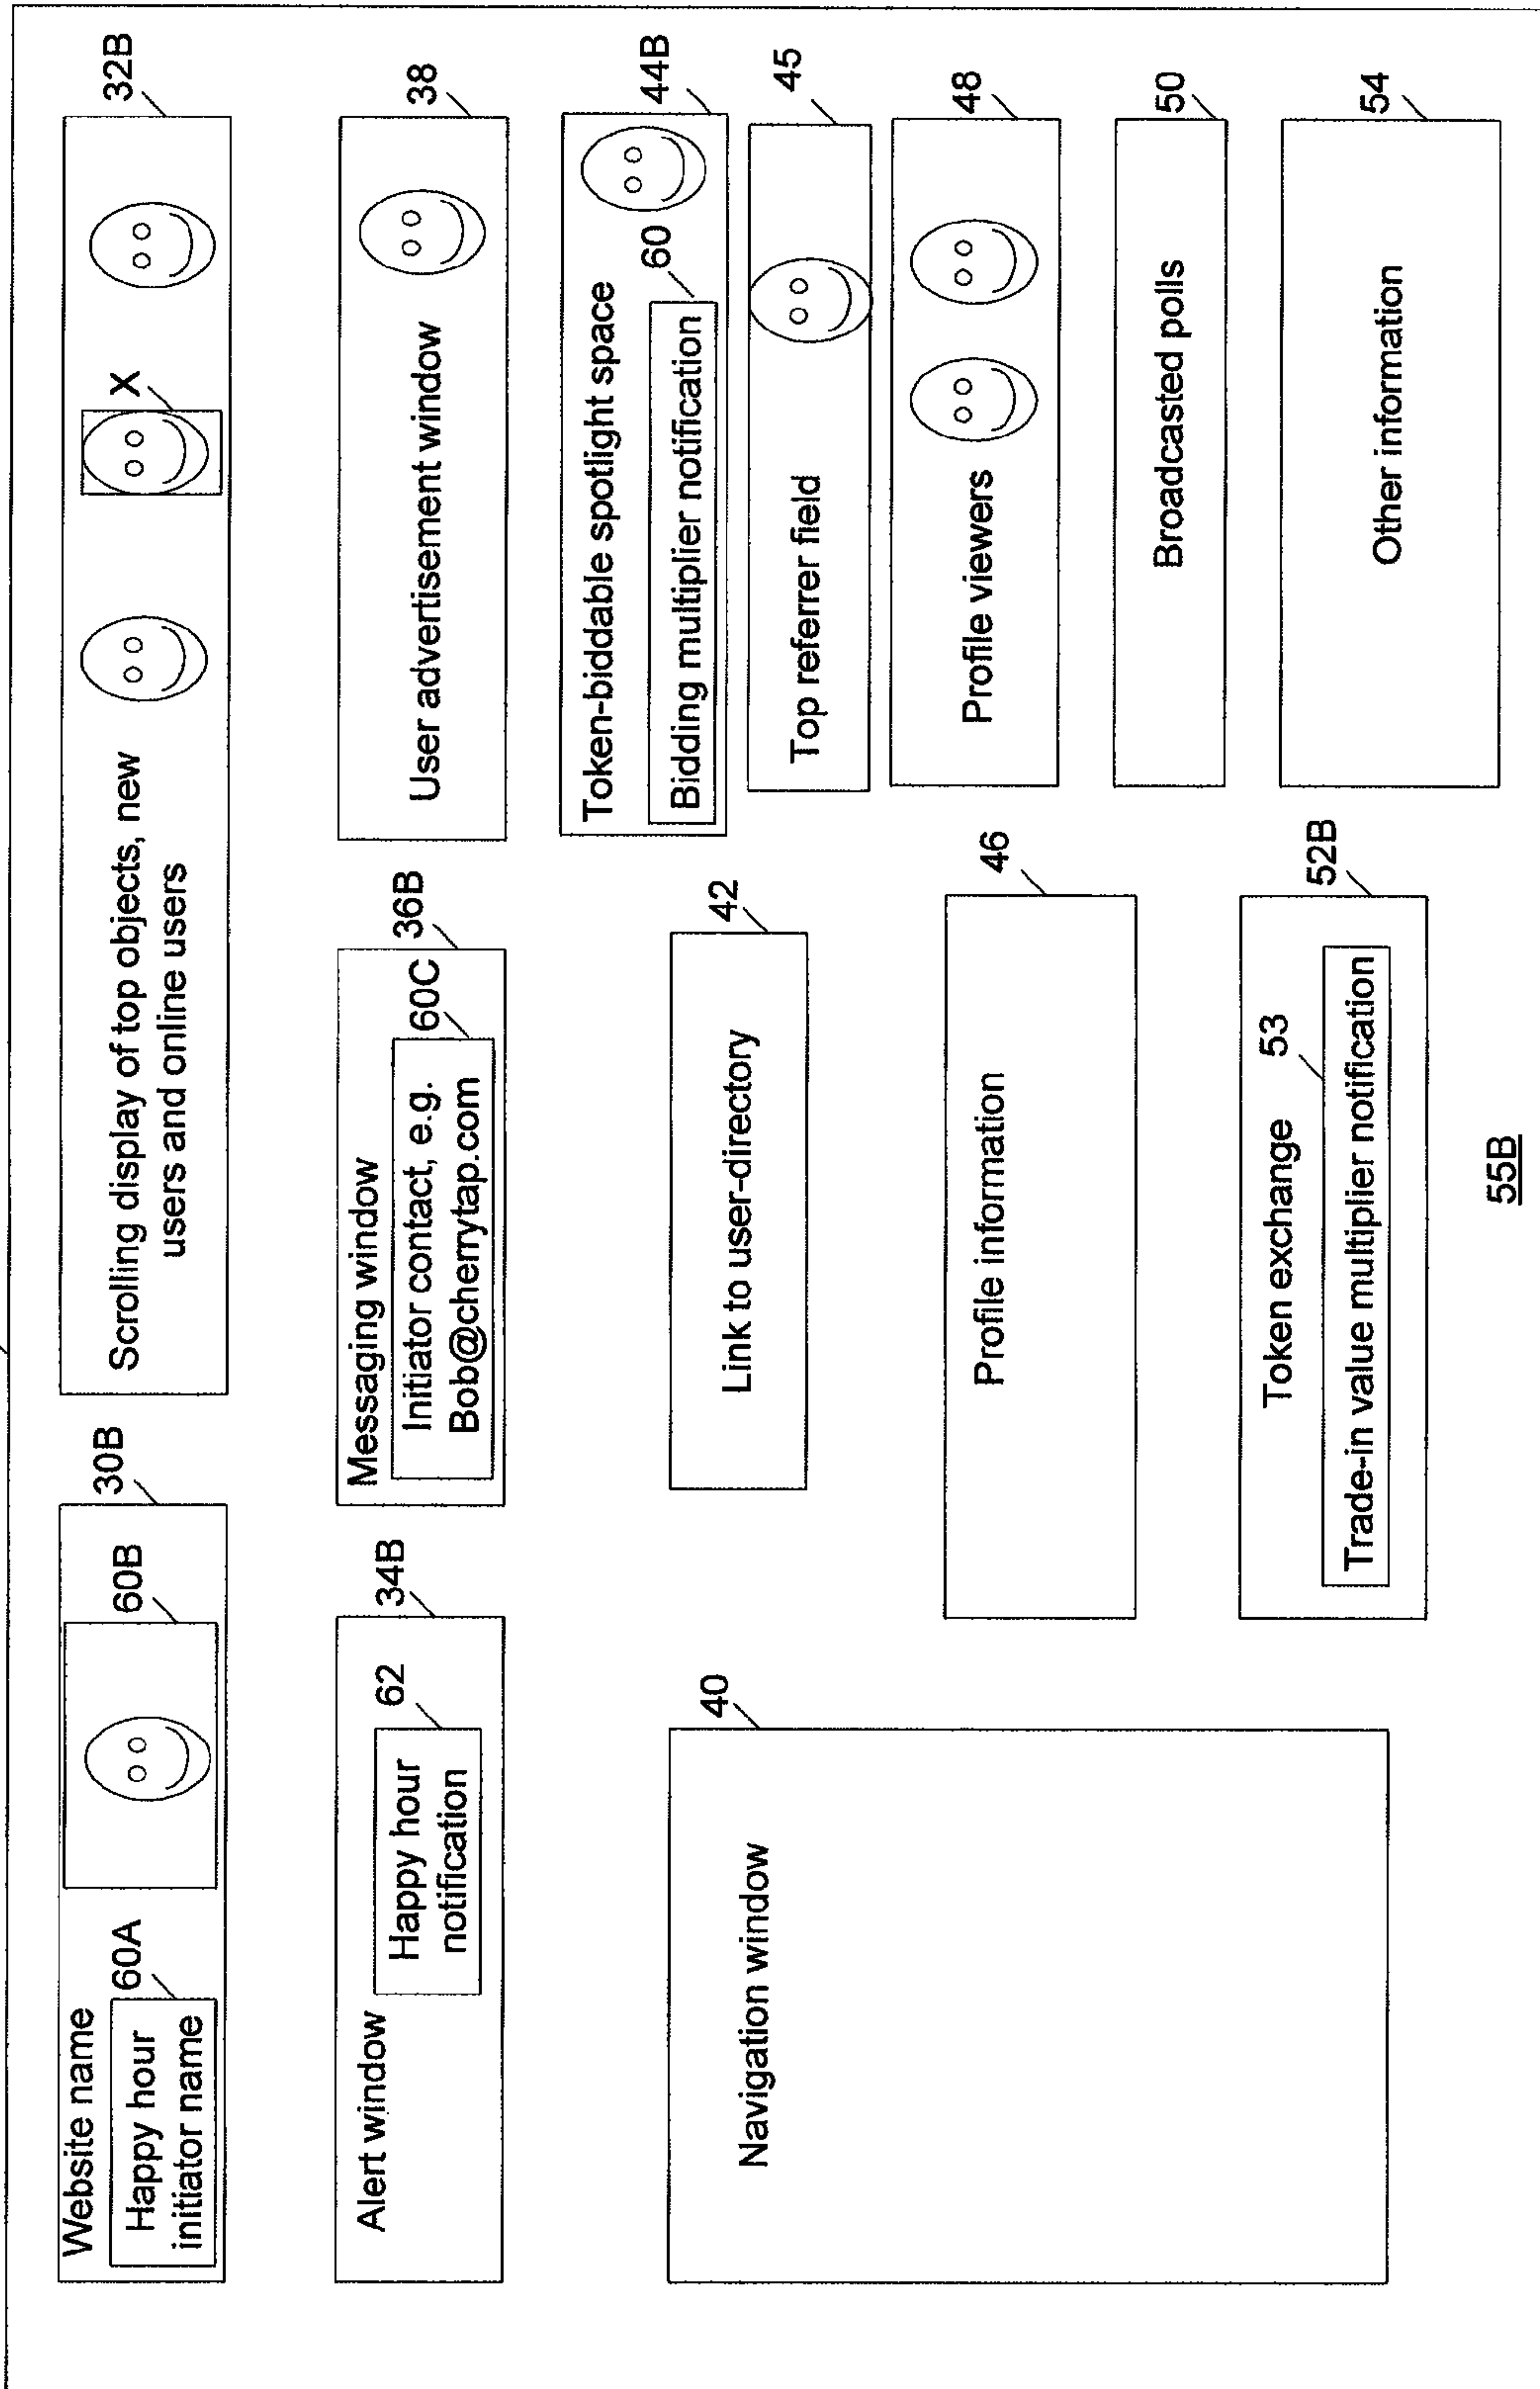 Website name
30B
60B
60A
Happy hour
initiator name
32B
Scrolling display of top objects, new
users and online users
X
34B
Alert window
62
Happy hour
notification
36B
Messaging window
60C
Initiator contact, e.g.
Bob@cherrytap.com
38
User advertisement window
40
Navigation window
42
Link to user-directory
44B
Token-biddable spotlight space
60
Bidding multiplier notification
45
Top referrer field
46
Profile information
48
Profile viewers
50
Broadcasted polls
52B
Token exchange
53
Trade-in value multiplier notification
54
Other information
55B